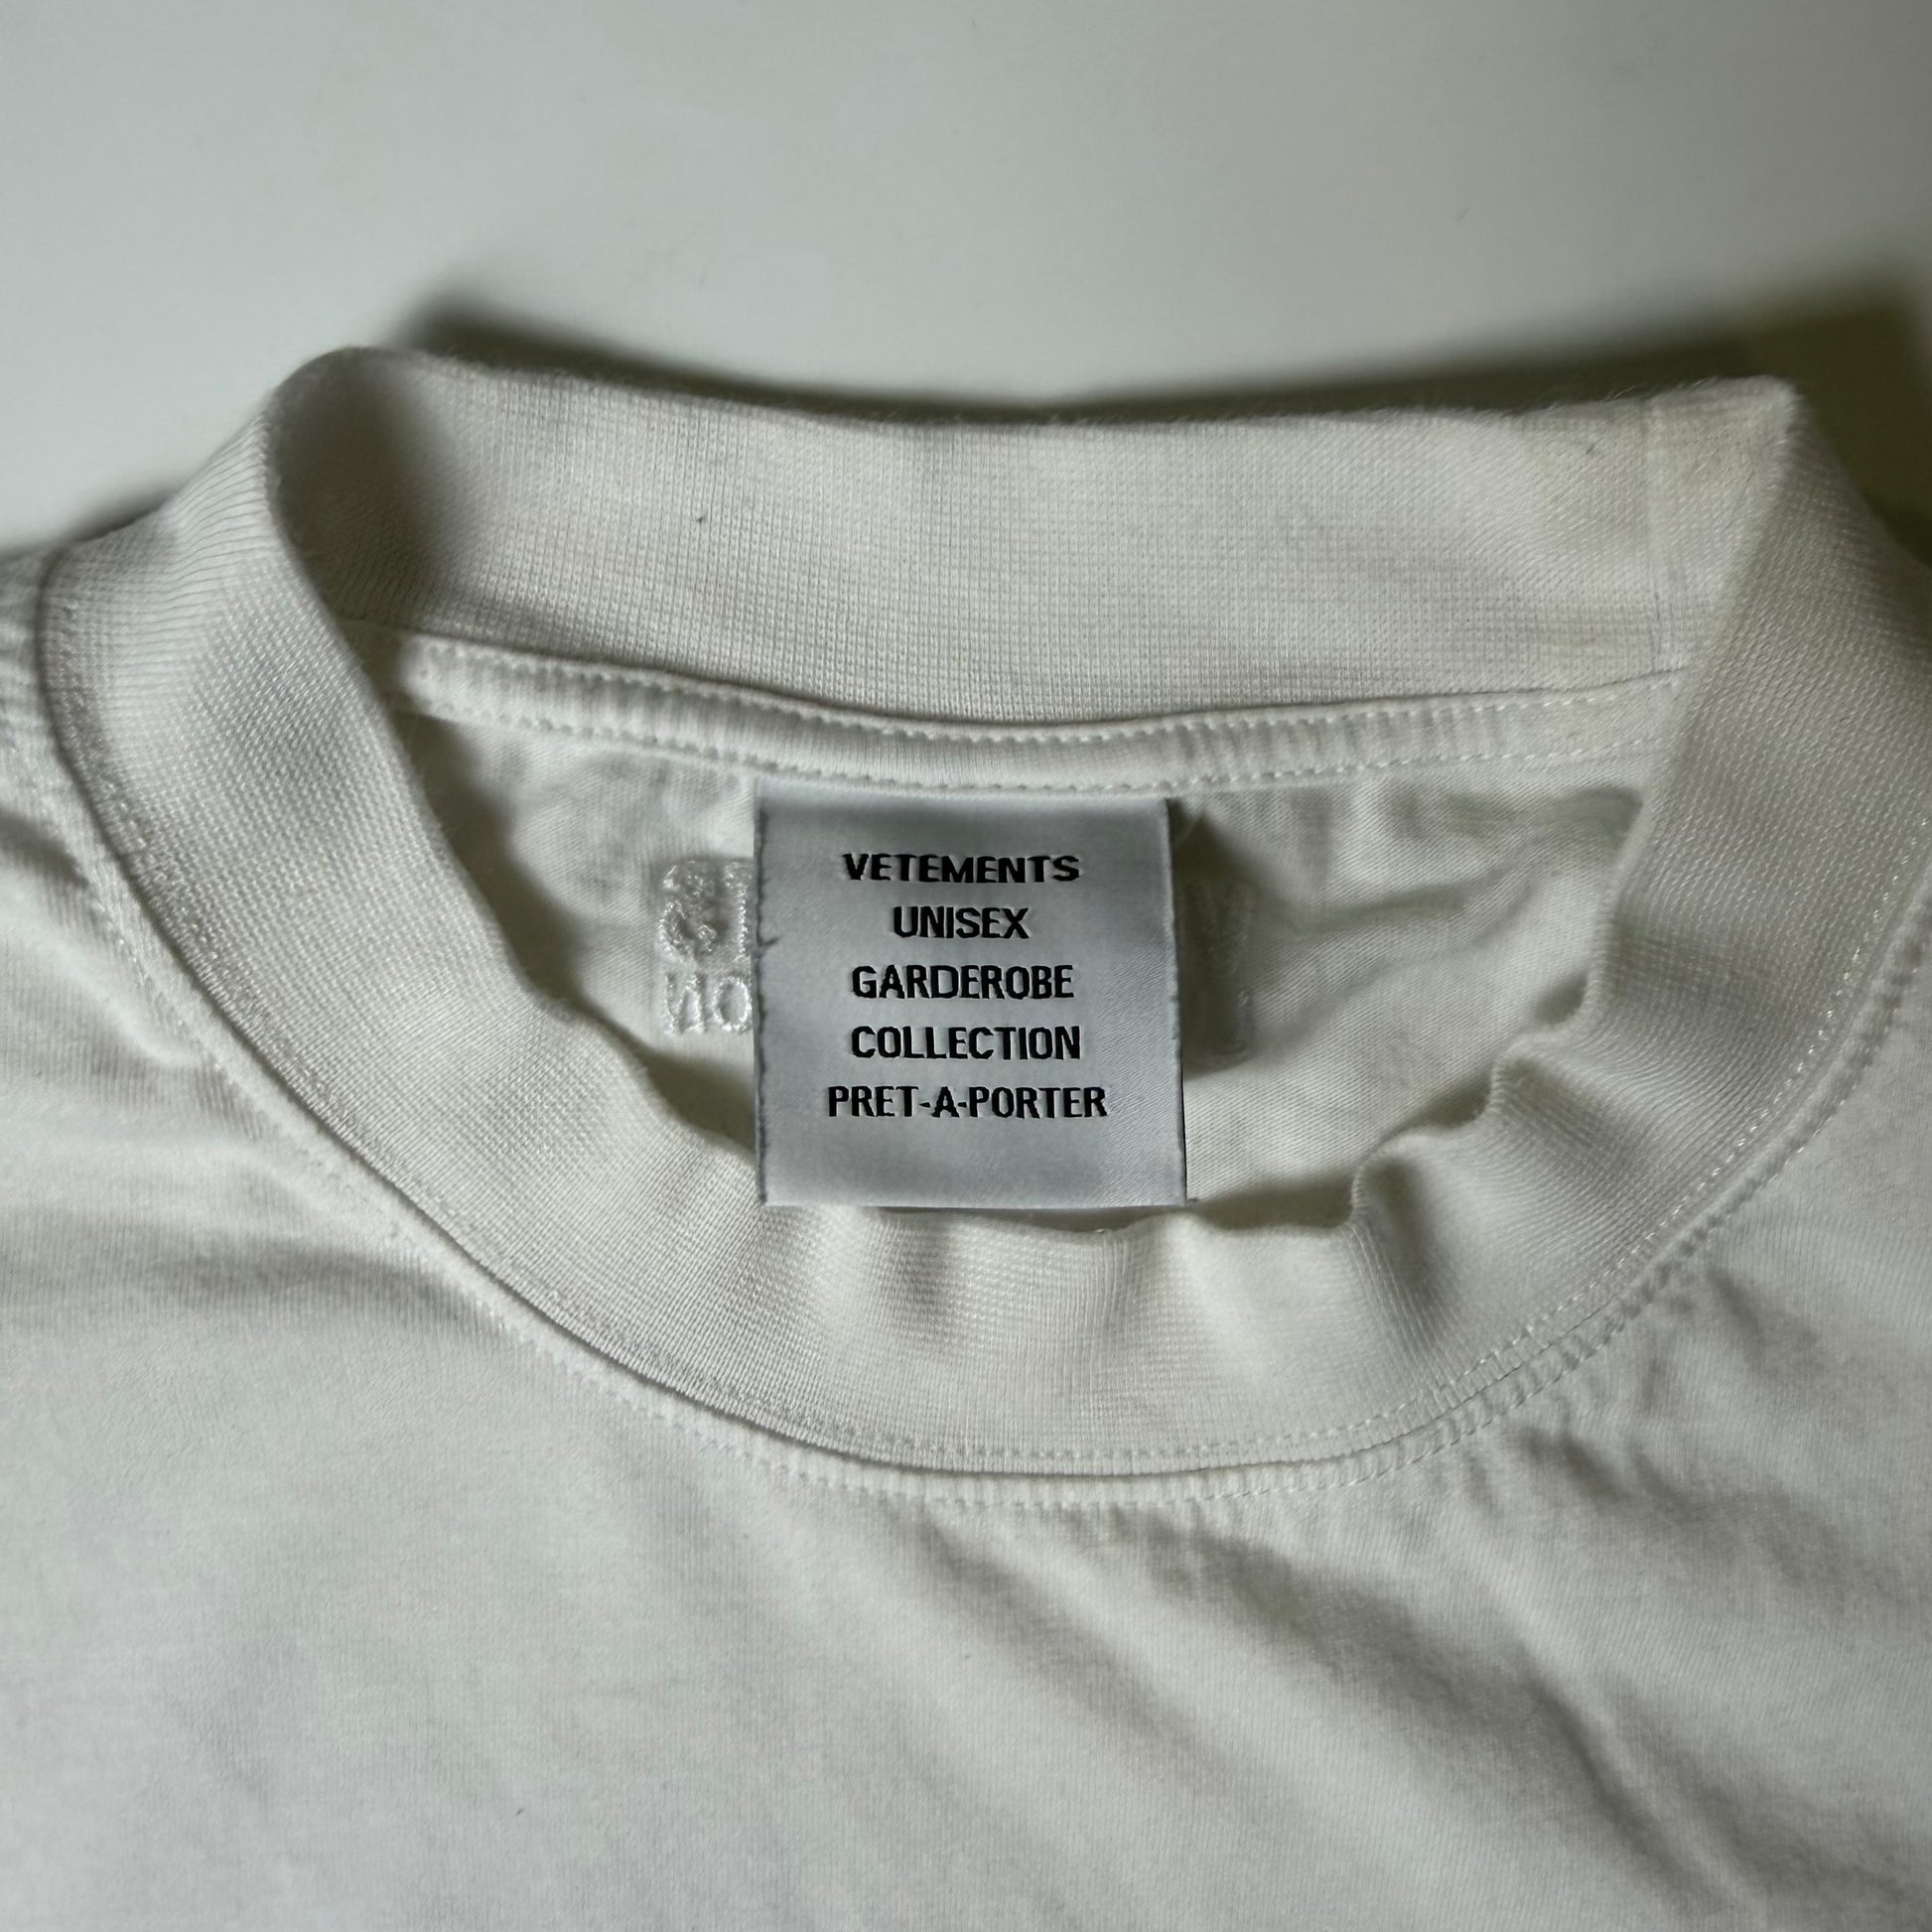 VETEMENTS
UNISEX
GARDEROBE
COLLECTION
PRET-A-PORTER